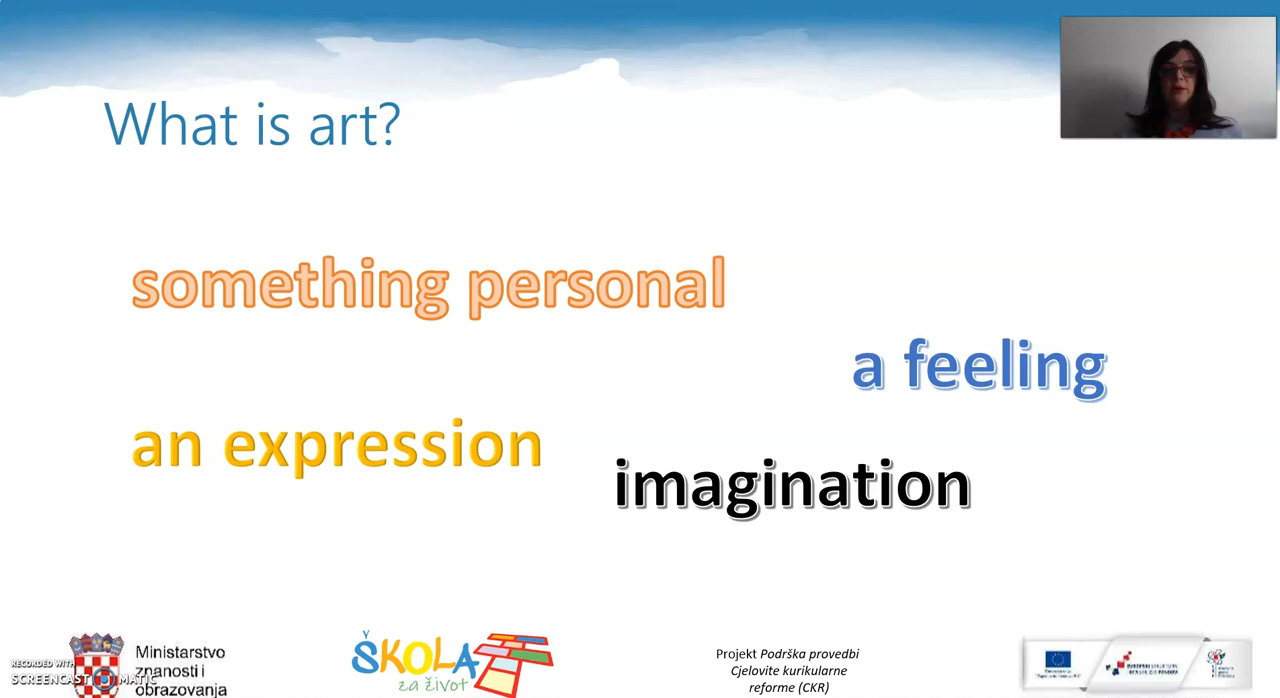 What is art?
something personal
a feeling
an expression
imagination
RECORDED WITH
SCREENCAST MATIC
Ministarstvo
znanosti i
obrazovanja
ŠKOLA
za život
Projekt Podrška provedbi
Cjelovite kurikularne
reforme (CKR)